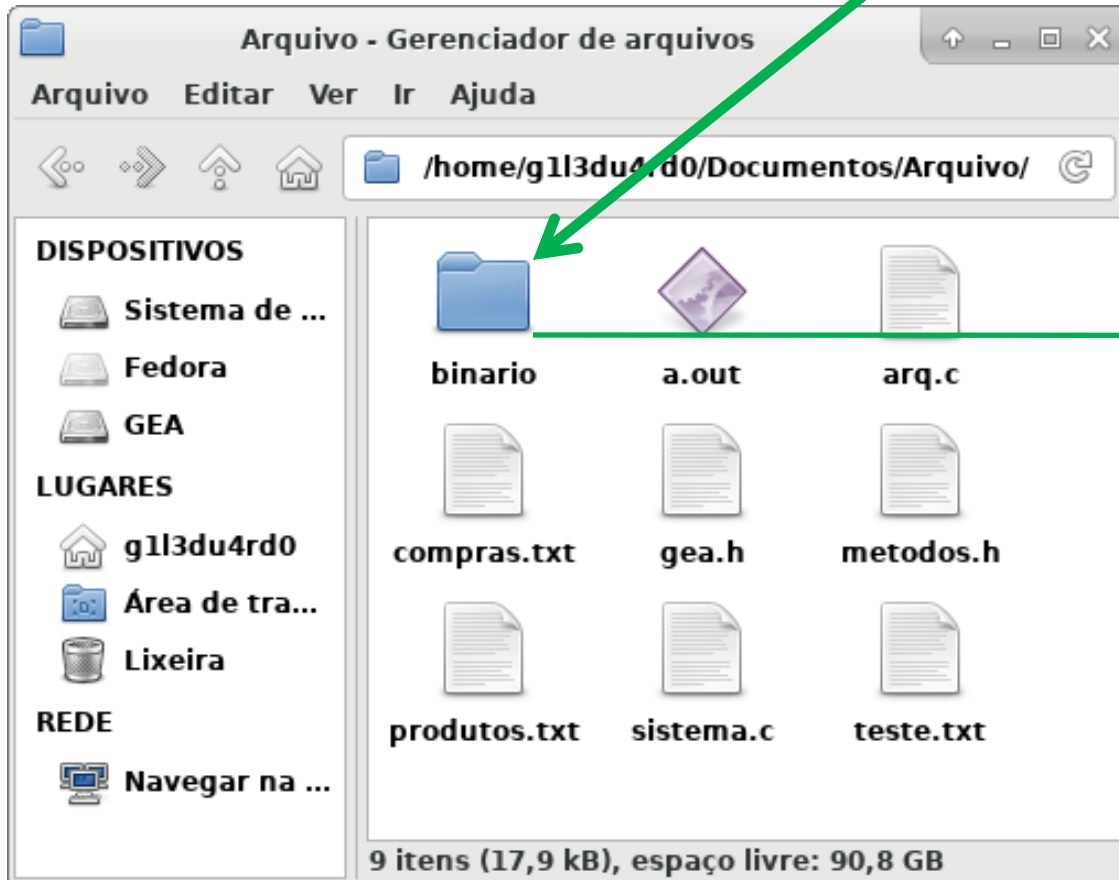 Arquivo - Gerenciador de arquivos
Arquivo Editar Ver Ir Ajuda
/home/g1l3du4rd0/Documentos/Arquivo/
DISPOSITIVOS
Sistema de ...
Fedora
GEA
LUGARES
g1l3du4rd0
Área de tra...
Lixeira
REDE
Navegar na ...
binario a.out arq.c
compras.txt gea.h metodos.h
produtos.txt sistema.c teste.txt
9 itens (17,9 kB), espaço livre: 90,8 GB